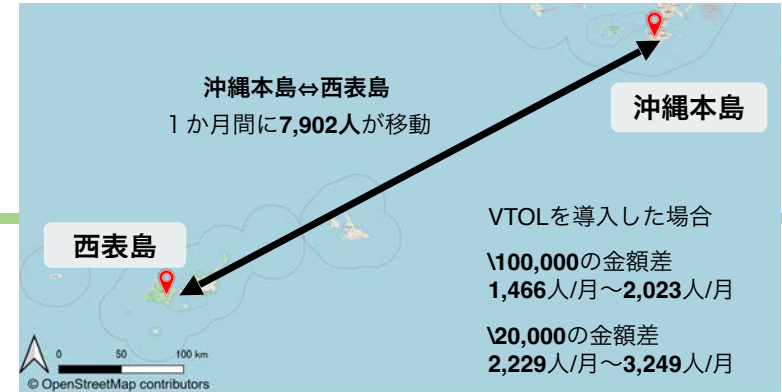 沖縄本島⇔西表島
１か月間に7,902人が移動
沖縄本島
西表島
VTOLを導入した場合
\100,000の金額差
1,466人/月〜2,023人/月
\20,000の金額差
2,229人/月〜3,249人/月
0 50 100 km
© OpenStreetMap contributors